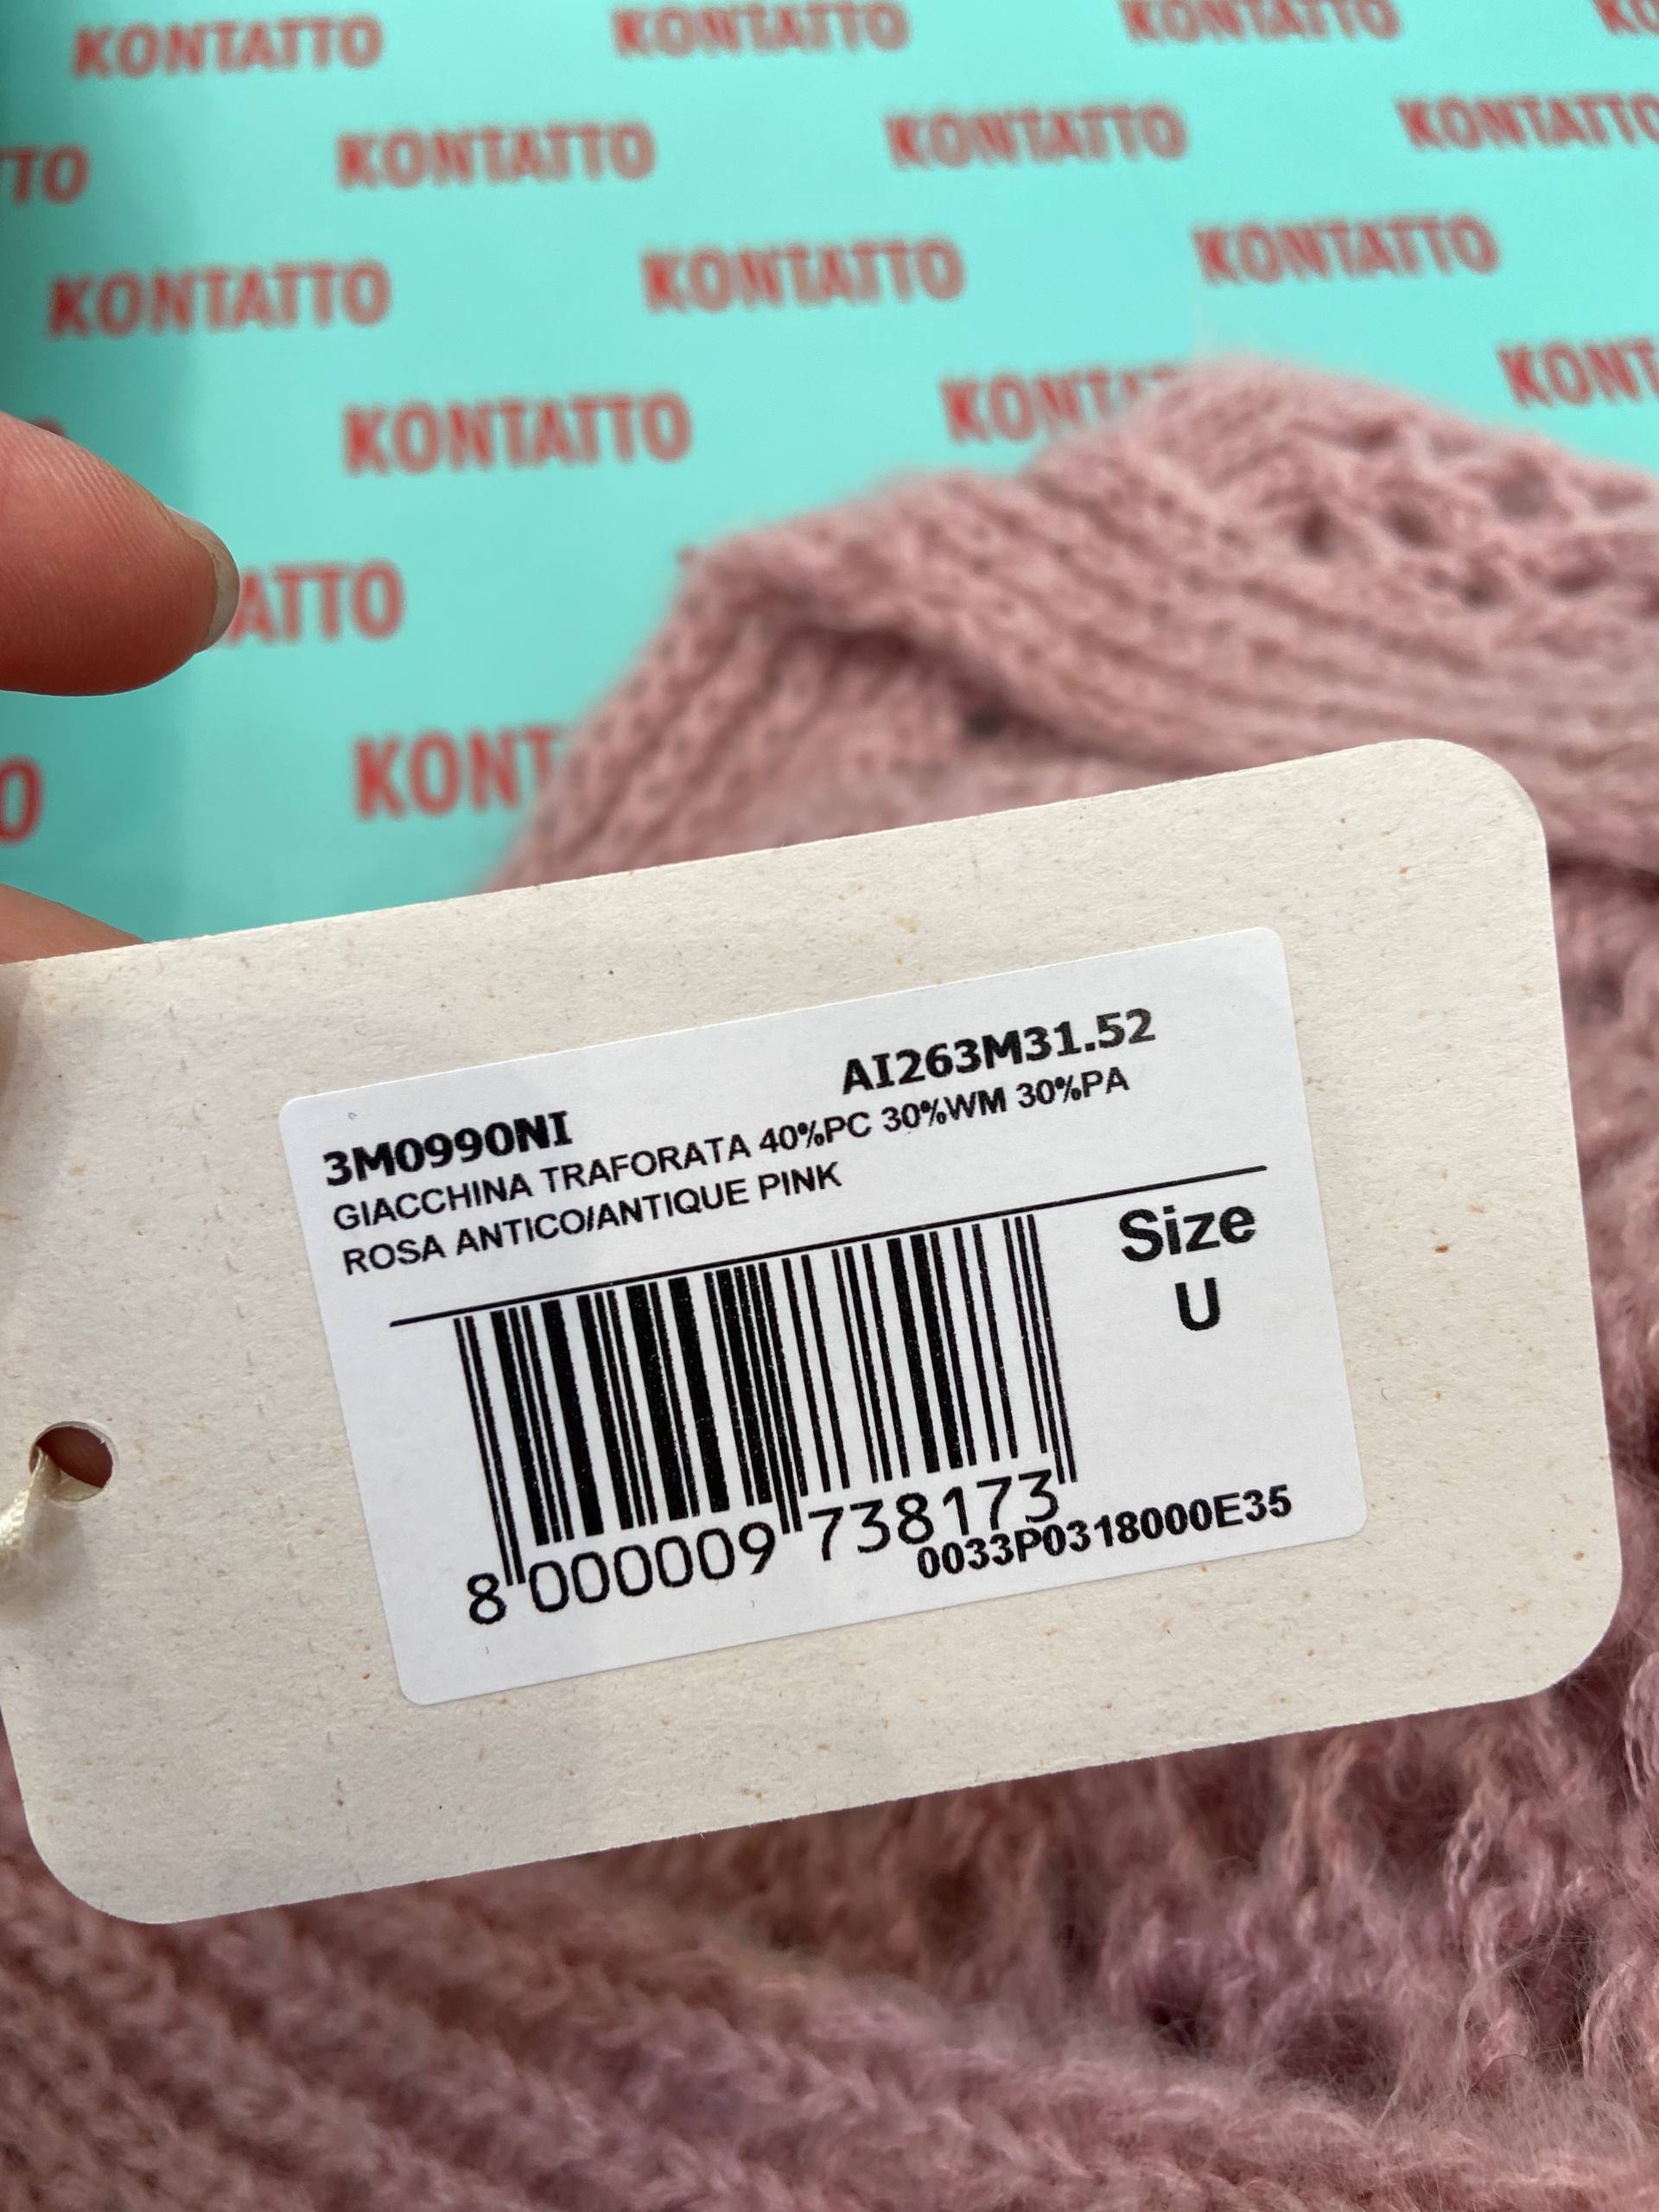 KONTATTO KONTATTO KONTATTO
KONTATTO KONTATTO KONTATTO
KONTATTO KONTATTO KONTATTO
KONTATTO
3M0990NI AI263M31.52
GIACCHINA TRAFORATA 40%PC 30%WM 30%PA
ROSA ANTICO/ANTIQUE PINK
Size
U
8 000009 738173
0033P0318000E35